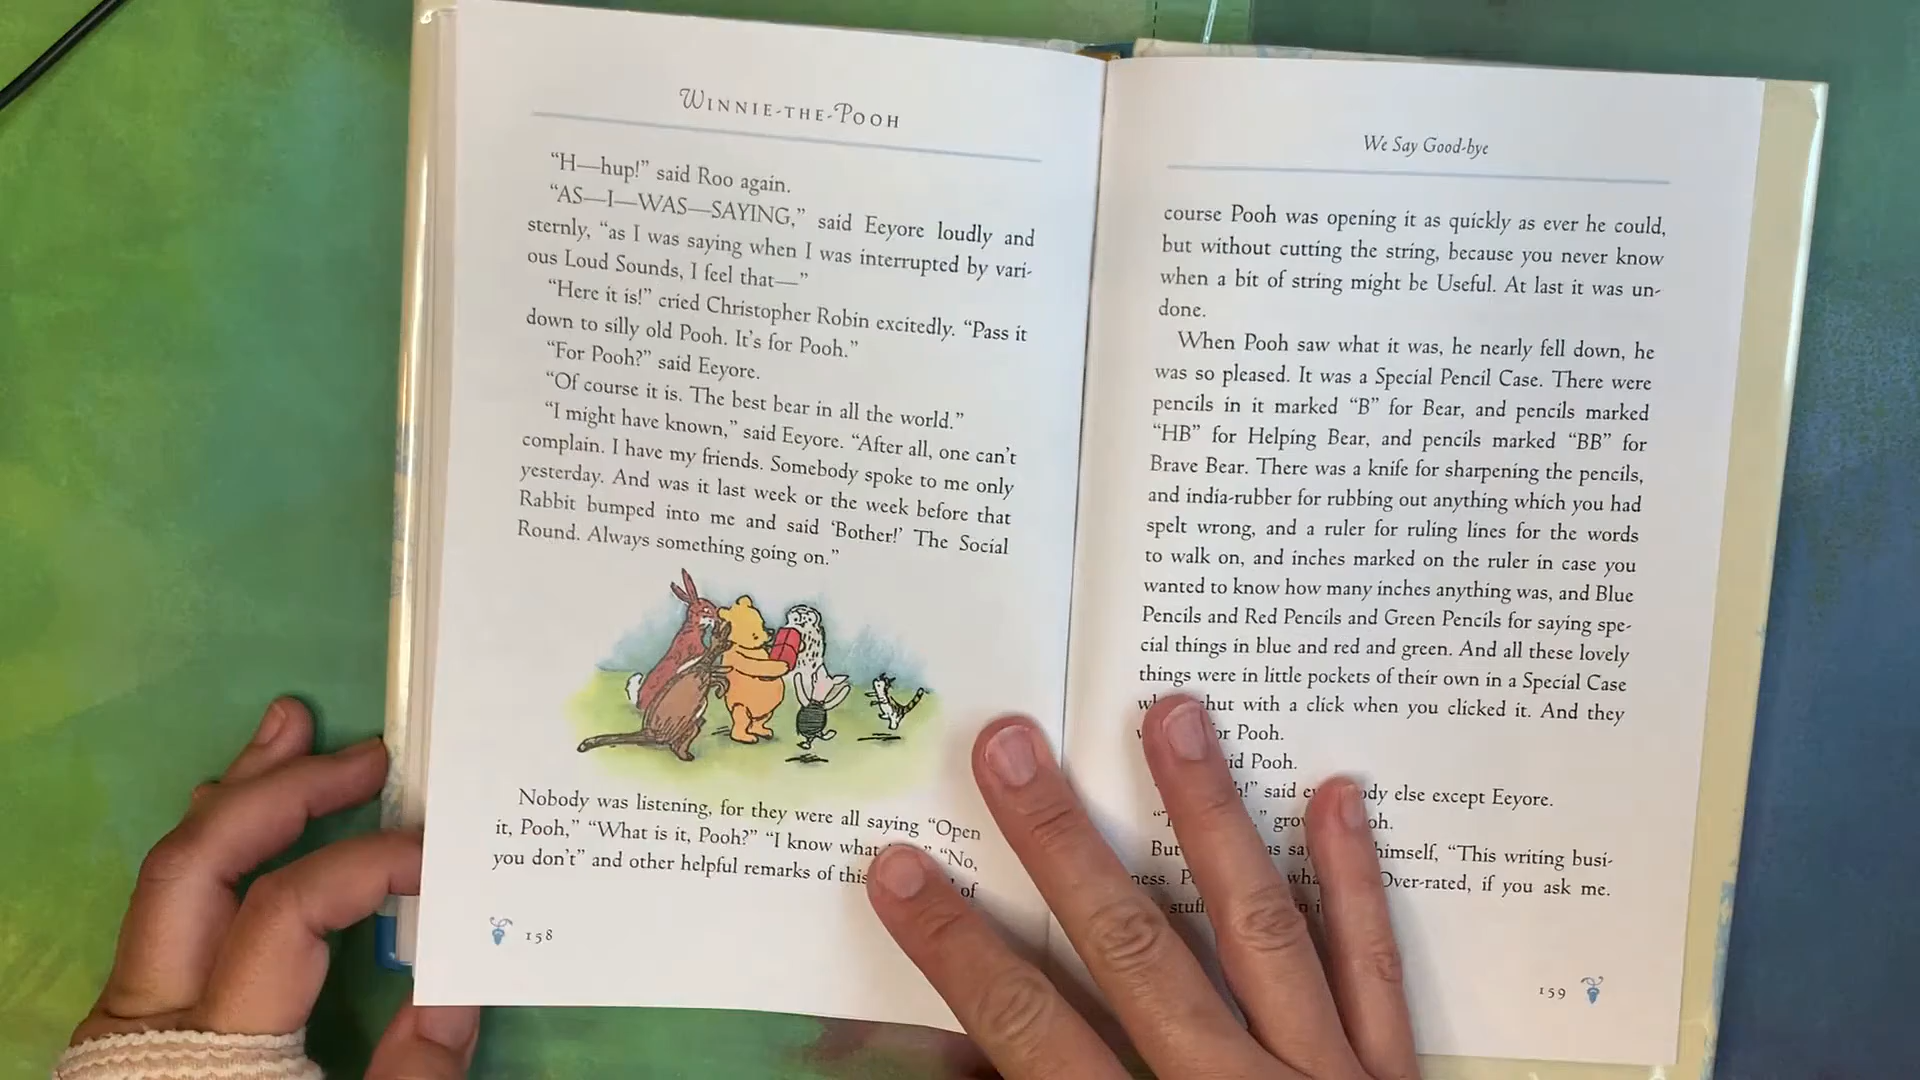 WINNIE-THE-POOH
“H—hup!” said Roo again.
“AS—I—WAS—SAYING,” said Eeyore loudly and
sternly, “as I was saying when I was interrupted by vari-
ous Loud Sounds, I feel that—”
“Here it is!” cried Christopher Robin excitedly. “Pass it
down to silly old Pooh. It's for Pooh.”
“For Pooh?” said Eeyore.
“Of course it is. The best bear in all the world.”
“I might have known,” said Eeyore. “After all, one can't
complain. I have my friends. Somebody spoke to me only
yesterday. And was it last week or the week before that
Rabbit bumped into me and said ‘Bother!’ The Social
Round. Always something going on.”
Nobody was listening, for they were all saying “Open
it, Pooh,” “What is it, Pooh?” “I know what “No,
you don't” and other helpful remarks of this of
158
We Say Good-bye
course Pooh was opening it as quickly as ever he could,
but without cutting the string, because you never know
when a bit of string might be Useful. At last it was un-
done.
When Pooh saw what it was, he nearly fell down, he
was so pleased. It was a Special Pencil Case. There were
pencils in it marked “B” for Bear, and pencils marked
“HB” for Helping Bear, and pencils marked “BB” for
Brave Bear. There was a knife for sharpening the pencils,
and india-rubber for rubbing out anything which you had
spelt wrong, and a ruler for ruling lines for the words
to walk on, and inches marked on the ruler in case you
wanted to know how many inches anything was, and Blue
Pencils and Red Pencils and Green Pencils for saying spe-
cial things in blue and red and green. And all these lovely
things were in little pockets of their own in a Special Case
shut with a click when you clicked it. And they
for Pooh.
said Pooh.
said else except Eeyore.
But himself, “This writing busi-
ness. Over-rated, if you ask me.
159